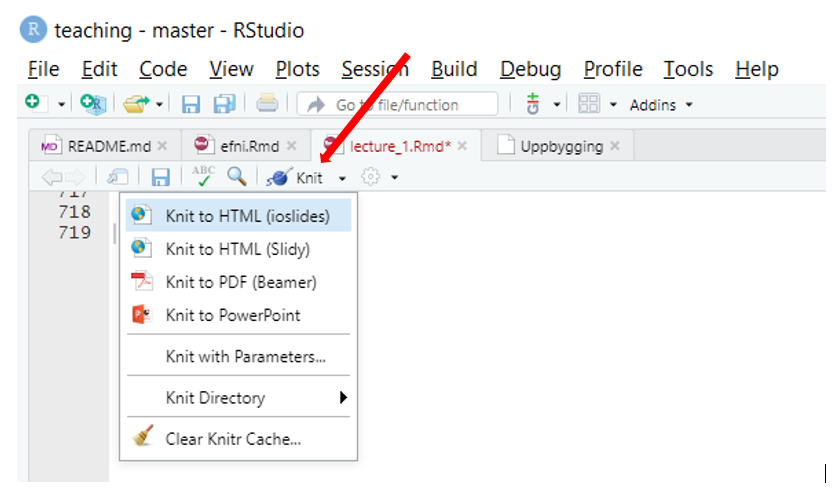 R teaching - master - RStudio
File Edit Code View Plots Session Build Debug Profile Tools Help
Go to file/function Addins
MD README.md efni.Rmd lecture_1.Rmd* Uppbygging
ABC Knit
717
718
719
Knit to HTML (ioslides)
Knit to HTML (Slidy)
Knit to PDF (Beamer)
Knit to PowerPoint
Knit with Parameters...
Knit Directory
Clear Knitr Cache...